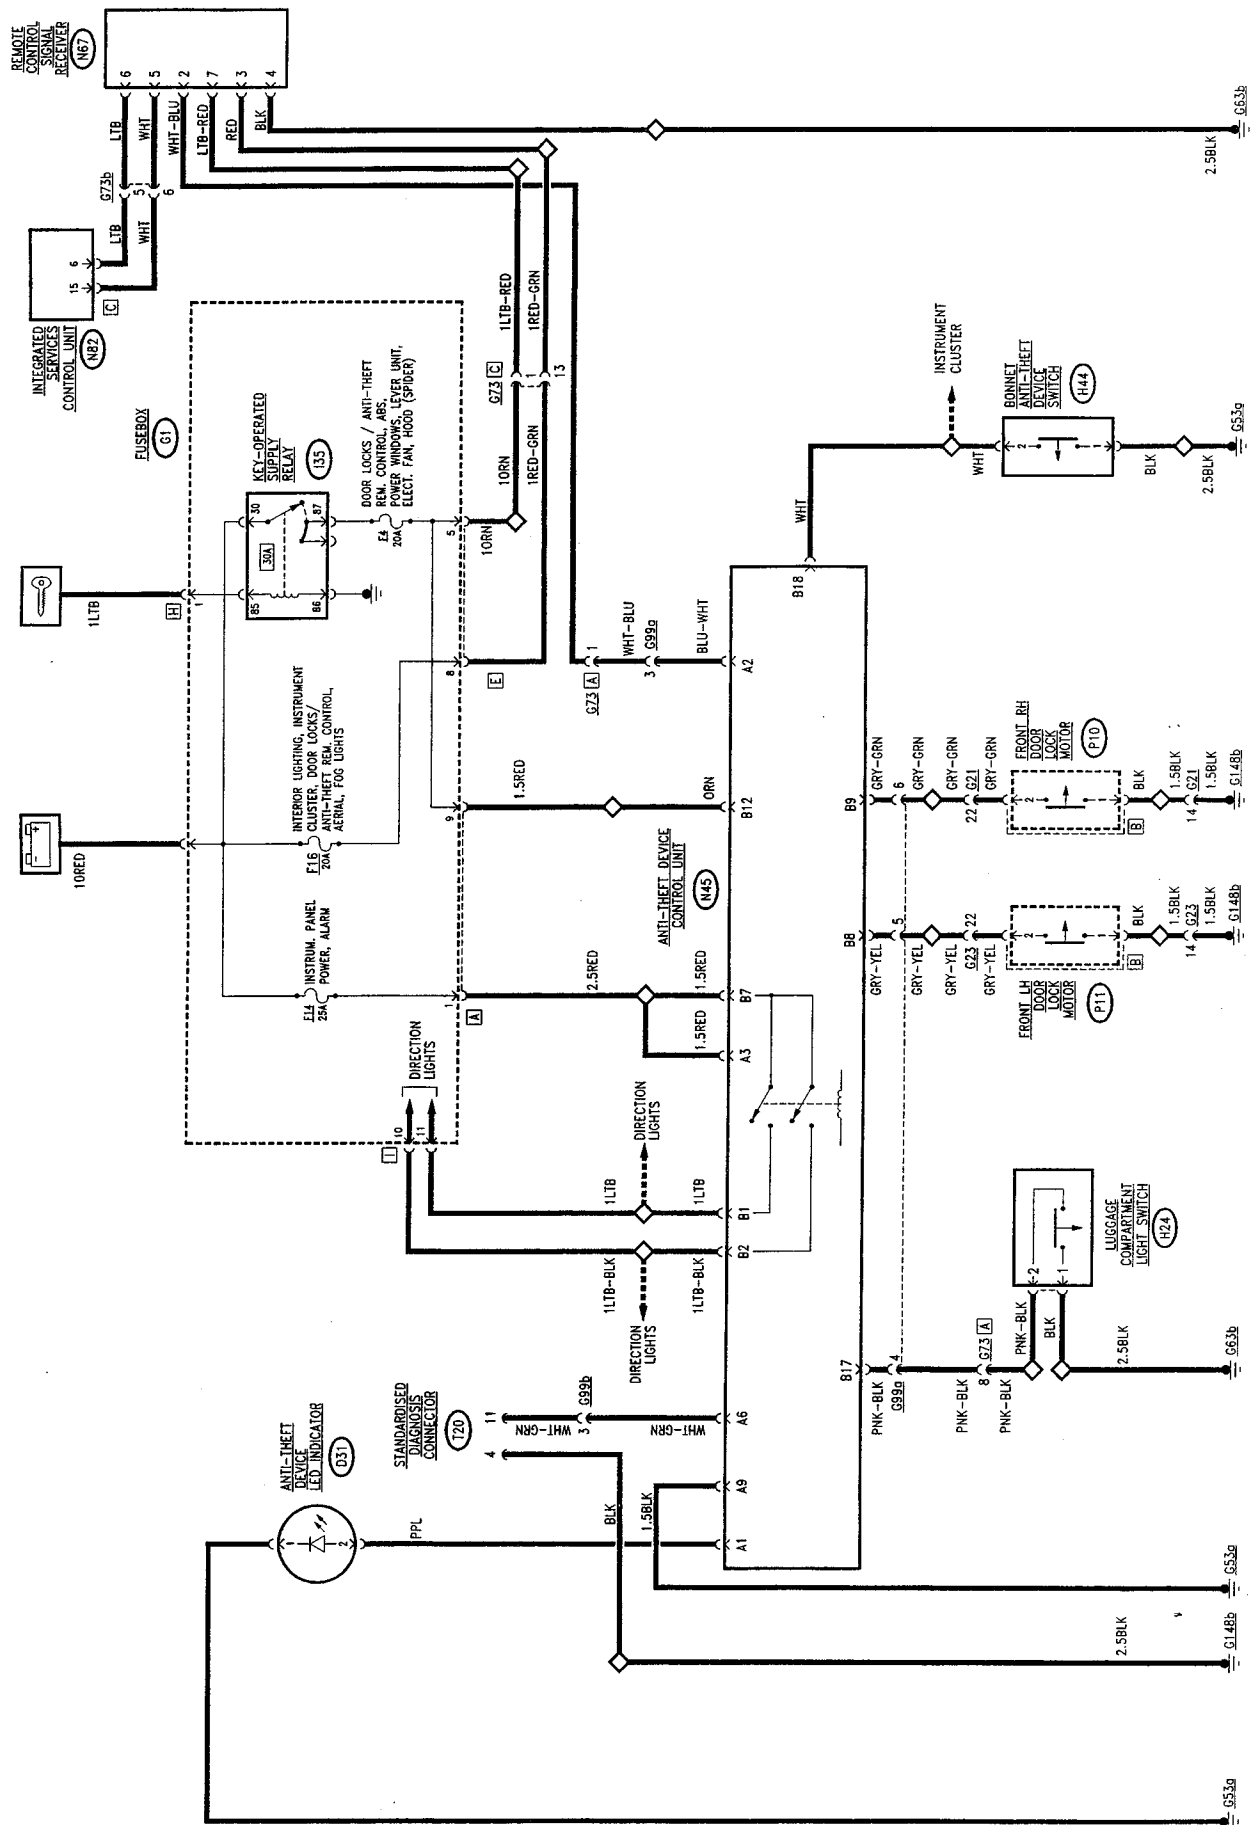 REMOTE
CONTROL
SIGNAL
RECEIVER
N67
6
5
2
7
3
4
LTB
WHT
WHT-BLU
LTB-RED
RED
BLK
G73b
5
6
LTB
WHT
6
15
C
INTEGRATED
SERVICES
CONTROL UNIT
N82
FUSEBOX
G1
KEY-OPERATED
SUPPLY
RELAY
I35
30A
30
87
85
86
1LTB
H
1
F4
20A
DOOR LOCKS / ANTI-THEFT
REM. CONTROL, ABS,
POWER WINDOWS, LEVER UNIT,
ELECT. FAN, HOOD (SPIDER)
5
1ORN
1ORN
1RED-GRN
G73 C
1
13
1LTB-RED
1RED-GRN
2.5BLK
G63b
10RED
F16
20A
INTERIOR LIGHTING, INSTRUMENT
CLUSTER, DOOR LOCKS/
ANTI-THEFT REM. CONTROL,
AERIAL, FOG LIGHTS
8
E
9
F14
25A
INSTRUM. PANEL
POWER, ALARM
1
A
DIRECTION
LIGHTS
10
11
I
G73 A
1
WHT-BLU
3
G99a
BLU-WHT
A2
1.5RED
ORN
B12
ANTI-THEFT DEVICE
CONTROL UNIT
N45
2.5RED
1.5RED
1.5RED
B7
A3
1LTB
1LTB
DIRECTION
LIGHTS
B1
B2
1LTB-BLK
1LTB-BLK
DIRECTION
LIGHTS
STANDARDISED
DIAGNOSIS
CONNECTOR
T20
11
4
WHT-GRN
3
G99b
WHT-GRN
A6
BLK
1.5BLK
A9
A1
ANTI-THEFT
DEVICE
LED INDICATOR
D31
1
2
PPL
B18
WHT
INSTRUMENT
CLUSTER
WHT
BONNET
ANTI-THEFT
DEVICE
SWITCH
H44
2
BLK
2.5BLK
G53a
B9
GRY-GRN
6
GRY-GRN
GRY-GRN
22
G21
GRY-GRN
FRONT RH
DOOR
LOCK
MOTOR
P10
2
B
BLK
1.5BLK
14
G21
1.5BLK
G148b
B8
GRY-YEL
5
GRY-YEL
GRY-YEL
G23
22
GRY-YEL
FRONT LH
DOOR
LOCK
MOTOR
P11
2
B
BLK
1.5BLK
14
G23
1.5BLK
G148b
B17
PNK-BLK
G99a
4
PNK-BLK
8
G73 A
PNK-BLK
PNK-BLK
BLK
2
1
LUGGAGE
COMPARTMENT
LIGHT SWITCH
H24
2.5BLK
G63b
G53a
2.5BLK
G148b
G53a